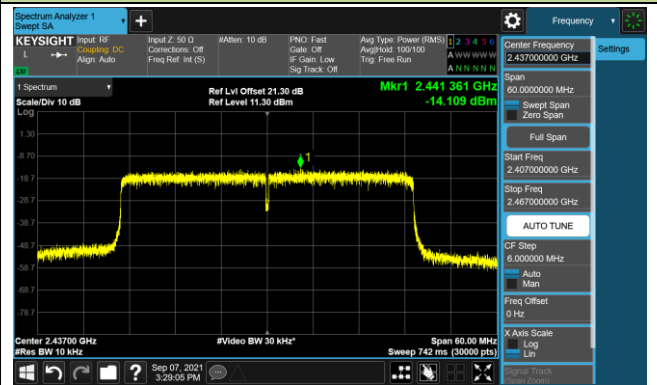 Spectrum Analyzer 1
Swept SA
+
Frequency
KEYSIGHT
Input: RF
Coupling: DC
Align: Auto
Input Z: 50 Ω
Corrections: Off
Freq Ref: Int (S)
#Atten: 10 dB
PNO: Fast
Gate: Off
IF Gain: Low
Sig Track: Off
Avg Type: Power (RMS)
Avg|Hold: 100/100
Trig: Free Run
1 2 3 4 5 6
A W W W W W
A N N N N N
L
LXI
1 Spectrum
Scale/Div 10 dB
Log
Ref Lvl Offset 21.30 dB
Ref Level 11.30 dBm
Mkr1 2.441 361 GHz
-14.109 dBm
1.30
-8.70
-18.7
-28.7
-38.7
-48.7
-58.7
-68.7
-78.7
1
Center 2.43700 GHz
#Res BW 10 kHz
#Video BW 30 kHz*
Span 60.00 MHz
Sweep 742 ms (30000 pts)
Sep 07, 2021
3:29:05 PM
?
Center Frequency
2.437000000 GHz
Settings
Span
60.0000000 MHz
Swept Span
Zero Span
Full Span
Start Freq
2.407000000 GHz
Stop Freq
2.467000000 GHz
AUTO TUNE
CF Step
6.000000 MHz
Auto
Man
Freq Offset
0 Hz
X Axis Scale
Log
Lin
Signal Track
(Span Zoom)